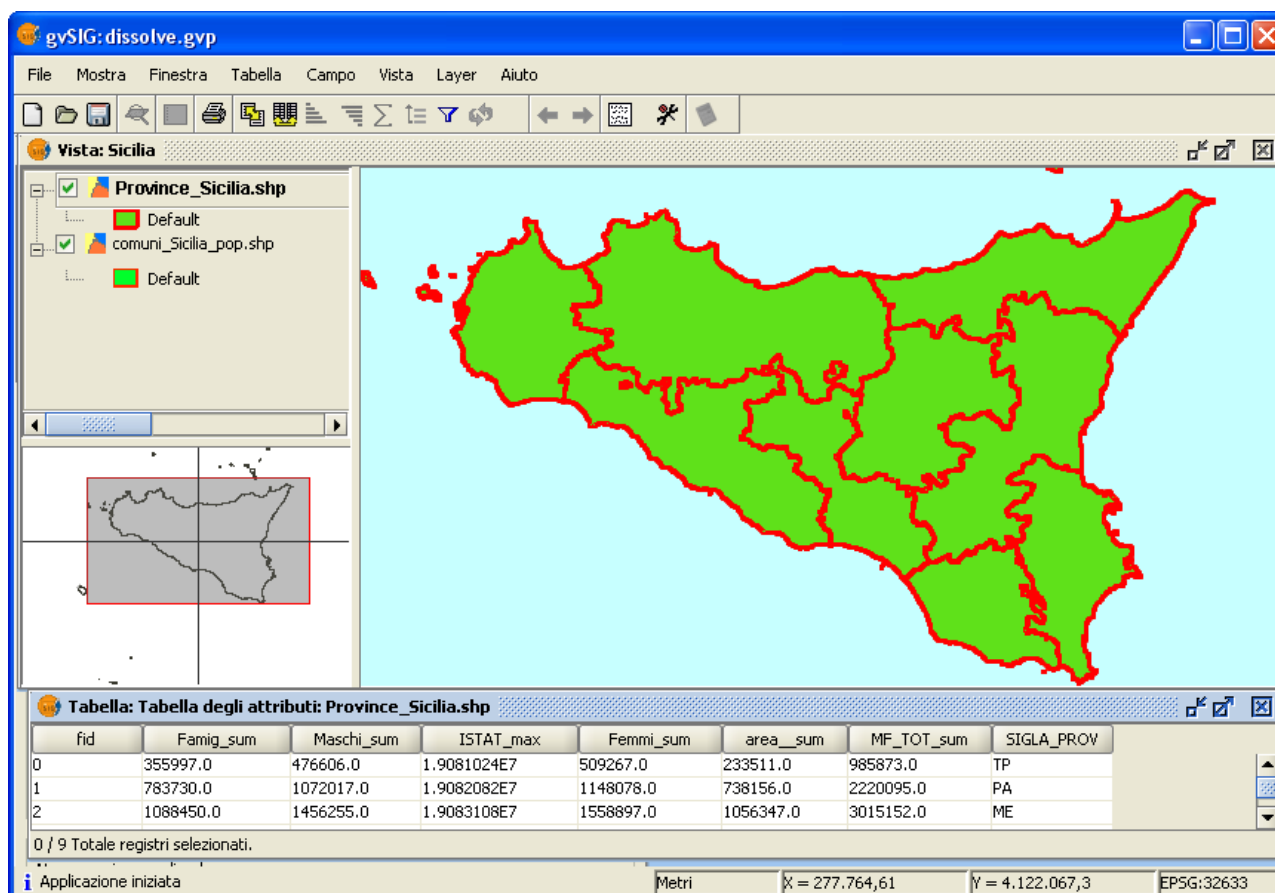 gvSIG: dissolve.gvp
File Mostra Finestra Tabella Campo Vista Layer Aiuto
Vista: Sicilia
Province_Sicilia.shp
Default
comuni_Sicilia_pop.shp
Default
Tabella: Tabella degli attributi: Province_Sicilia.shp
fid Famig_sum Maschi_sum ISTAT_max Femmi_sum area__sum MF_TOT_sum SIGLA_PROV
0 355997.0 476606.0 1.9081024E7 509267.0 233511.0 985873.0 TP
1 783730.0 1072017.0 1.9082082E7 1148078.0 738156.0 2220095.0 PA
2 1088450.0 1456255.0 1.9083108E7 1558897.0 1056347.0 3015152.0 ME
0 / 9 Totale registri selezionati.
Applicazione iniziata Metri X = 277.764,61 Y = 4.122.067,3 EPSG:32633